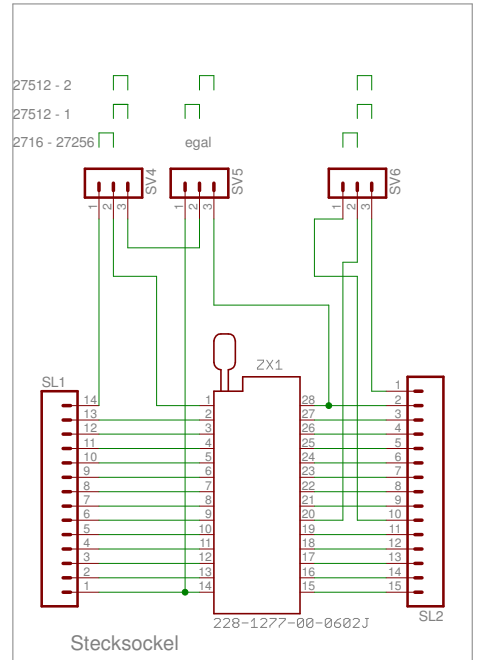 27512 - 2
27512 - 1
2716 - 27256 egal
SV4 SV5 SV6
1 2 3 1 2 3 1 2 3
ZX1
SL1
1
14 1 28 2
13 2 27 3
12 3 26 4
11 4 25 5
10 5 24 6
9 6 23 7
8 7 22 8
7 8 21 9
6 9 20 10
5 10 19 11
4 11 18 12
3 12 17 13
2 13 16 14
1 14 15 15
SL2
228-1277-00-0602J
Stecksockel